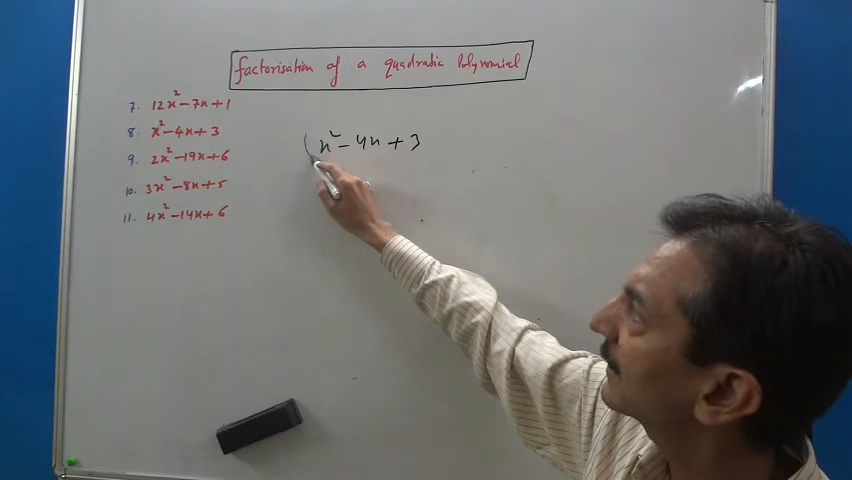 factorisation of a quadratic Polynomial
7. 12x² - 7x + 1
8. x² - 4x + 3
9. 2x² - 19x + 6
10. 3x² - 8x + 5
11. 4x² - 14x + 6
( x² - 4x + 3